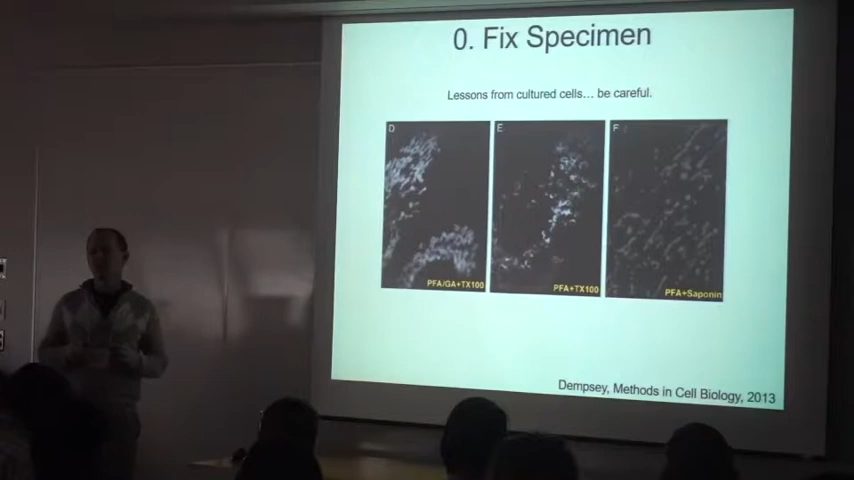 0. Fix Specimen
Lessons from cultured cells... be careful.
D
E
F
PFA/GA+TX100
PFA+TX100
PFA+Saponin
Dempsey, Methods in Cell Biology, 2013